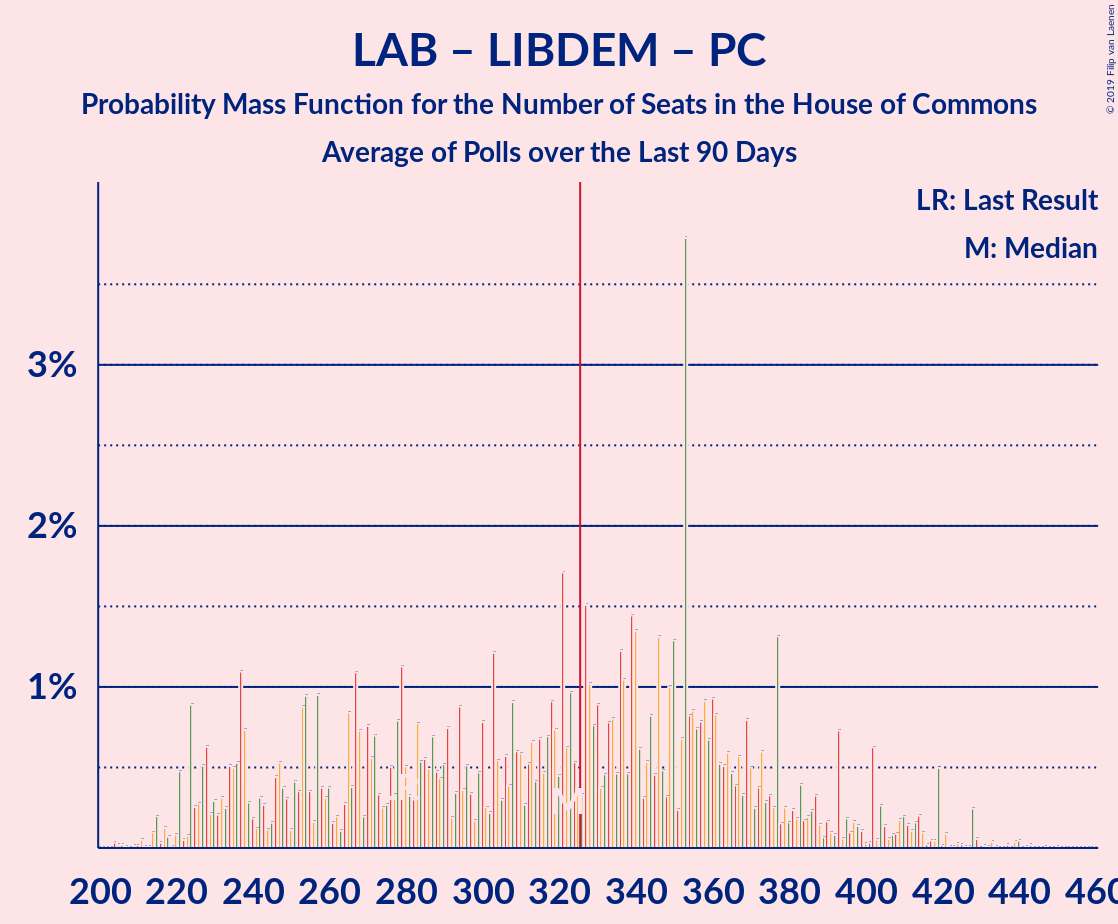 LAB – LIBDEM – PC
Probability Mass Function for the Number of Seats in the House of Commons
Average of Polls over the Last 90 Days
© 2019 Filip van Laenen
LR: Last Result
M: Median
3%
2%
1%
200 220 240 260 280 300 320 340 360 380 400 420 440 460